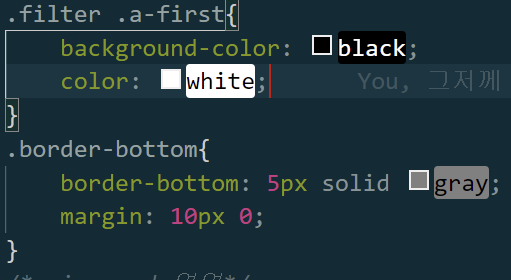 .filter .a-first{
background-color: black;
color: white; You, 그저께
}
.border-bottom{
border-bottom: 5px solid gray;
margin: 10px 0;
}